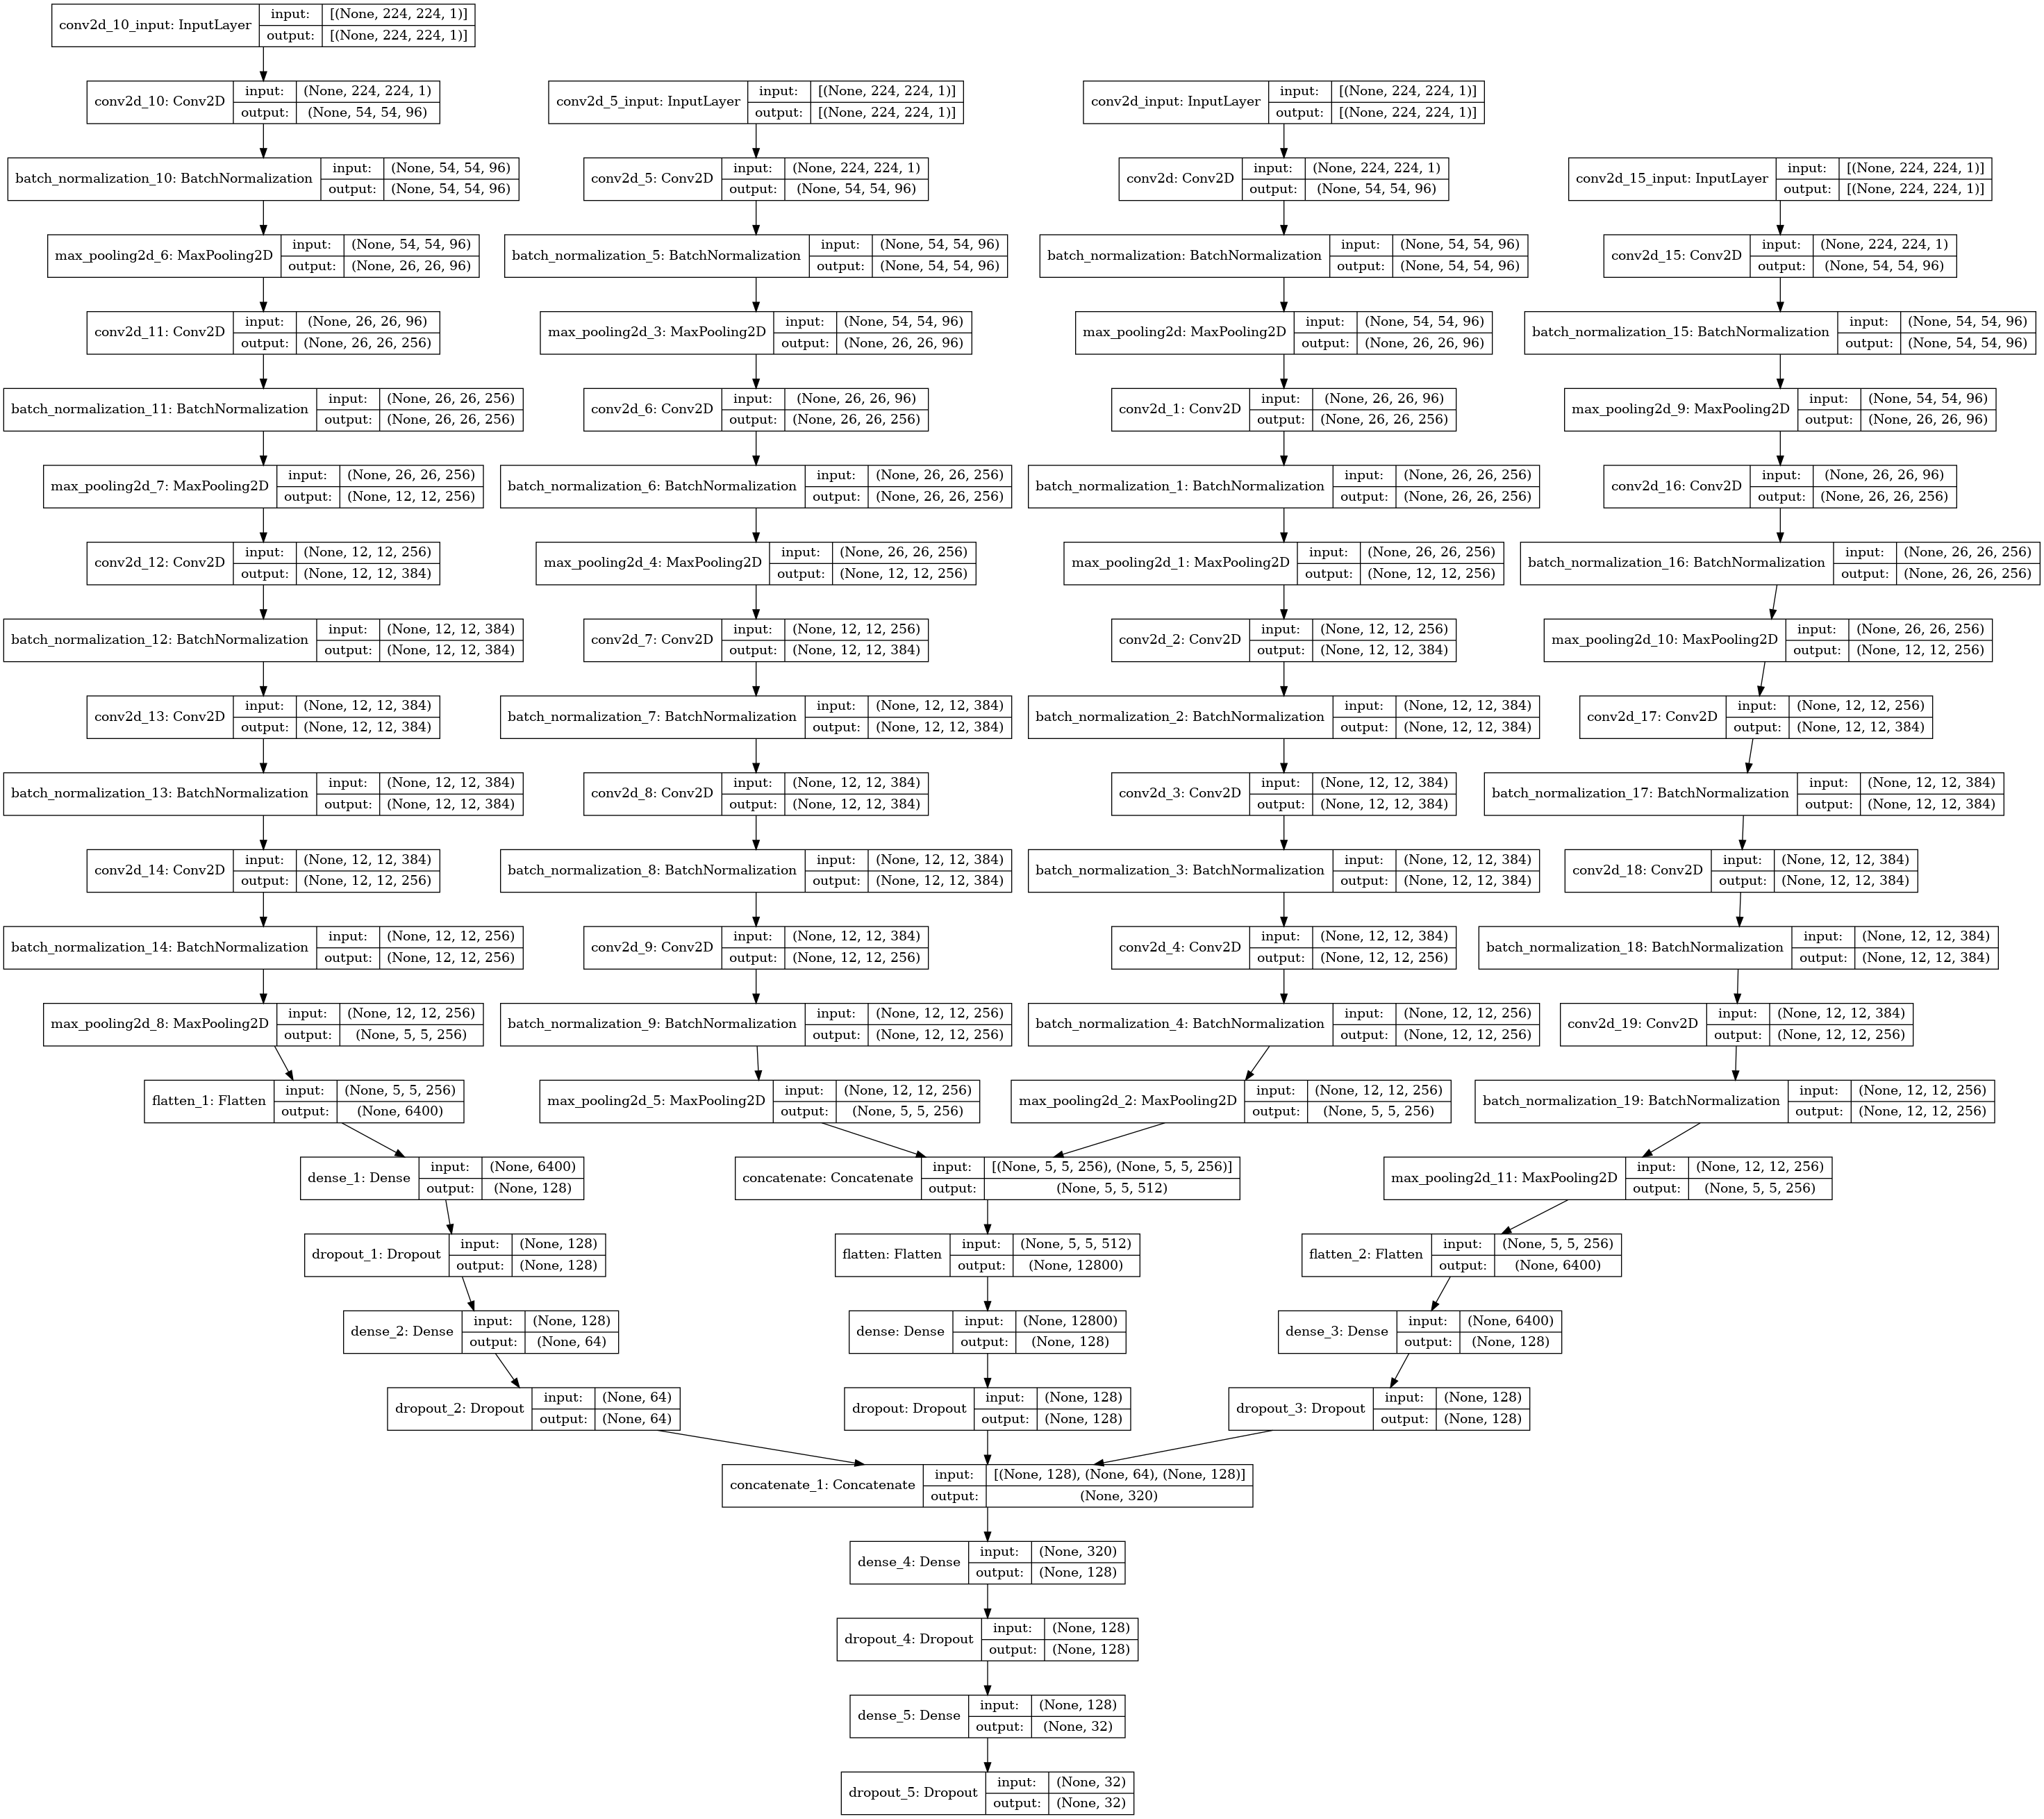 conv2d_10_input: InputLayer
input: [(None, 224, 224, 1)]
output: [(None, 224, 224, 1)]
conv2d_10: Conv2D
input: (None, 224, 224, 1)
output: (None, 54, 54, 96)
batch_normalization_10: BatchNormalization
input: (None, 54, 54, 96)
output: (None, 54, 54, 96)
max_pooling2d_6: MaxPooling2D
input: (None, 54, 54, 96)
output: (None, 26, 26, 96)
conv2d_11: Conv2D
input: (None, 26, 26, 96)
output: (None, 26, 26, 256)
batch_normalization_11: BatchNormalization
input: (None, 26, 26, 256)
output: (None, 26, 26, 256)
max_pooling2d_7: MaxPooling2D
input: (None, 26, 26, 256)
output: (None, 12, 12, 256)
conv2d_12: Conv2D
input: (None, 12, 12, 256)
output: (None, 12, 12, 384)
batch_normalization_12: BatchNormalization
input: (None, 12, 12, 384)
output: (None, 12, 12, 384)
conv2d_13: Conv2D
input: (None, 12, 12, 384)
output: (None, 12, 12, 384)
batch_normalization_13: BatchNormalization
input: (None, 12, 12, 384)
output: (None, 12, 12, 384)
conv2d_14: Conv2D
input: (None, 12, 12, 384)
output: (None, 12, 12, 256)
batch_normalization_14: BatchNormalization
input: (None, 12, 12, 256)
output: (None, 12, 12, 256)
max_pooling2d_8: MaxPooling2D
input: (None, 12, 12, 256)
output: (None, 5, 5, 256)
flatten_1: Flatten
input: (None, 5, 5, 256)
output: (None, 6400)
dense_1: Dense
input: (None, 6400)
output: (None, 128)
dropout_1: Dropout
input: (None, 128)
output: (None, 128)
dense_2: Dense
input: (None, 128)
output: (None, 64)
dropout_2: Dropout
input: (None, 64)
output: (None, 64)
conv2d_5_input: InputLayer
input: [(None, 224, 224, 1)]
output: [(None, 224, 224, 1)]
conv2d_5: Conv2D
input: (None, 224, 224, 1)
output: (None, 54, 54, 96)
batch_normalization_5: BatchNormalization
input: (None, 54, 54, 96)
output: (None, 54, 54, 96)
max_pooling2d_3: MaxPooling2D
input: (None, 54, 54, 96)
output: (None, 26, 26, 96)
conv2d_6: Conv2D
input: (None, 26, 26, 96)
output: (None, 26, 26, 256)
batch_normalization_6: BatchNormalization
input: (None, 26, 26, 256)
output: (None, 26, 26, 256)
max_pooling2d_4: MaxPooling2D
input: (None, 26, 26, 256)
output: (None, 12, 12, 256)
conv2d_7: Conv2D
input: (None, 12, 12, 256)
output: (None, 12, 12, 384)
batch_normalization_7: BatchNormalization
input: (None, 12, 12, 384)
output: (None, 12, 12, 384)
conv2d_8: Conv2D
input: (None, 12, 12, 384)
output: (None, 12, 12, 384)
batch_normalization_8: BatchNormalization
input: (None, 12, 12, 384)
output: (None, 12, 12, 384)
conv2d_9: Conv2D
input: (None, 12, 12, 384)
output: (None, 12, 12, 256)
batch_normalization_9: BatchNormalization
input: (None, 12, 12, 256)
output: (None, 12, 12, 256)
max_pooling2d_5: MaxPooling2D
input: (None, 12, 12, 256)
output: (None, 5, 5, 256)
conv2d_input: InputLayer
input: [(None, 224, 224, 1)]
output: [(None, 224, 224, 1)]
conv2d: Conv2D
input: (None, 224, 224, 1)
output: (None, 54, 54, 96)
batch_normalization: BatchNormalization
input: (None, 54, 54, 96)
output: (None, 54, 54, 96)
max_pooling2d: MaxPooling2D
input: (None, 54, 54, 96)
output: (None, 26, 26, 96)
conv2d_1: Conv2D
input: (None, 26, 26, 96)
output: (None, 26, 26, 256)
batch_normalization_1: BatchNormalization
input: (None, 26, 26, 256)
output: (None, 26, 26, 256)
max_pooling2d_1: MaxPooling2D
input: (None, 26, 26, 256)
output: (None, 12, 12, 256)
conv2d_2: Conv2D
input: (None, 12, 12, 256)
output: (None, 12, 12, 384)
batch_normalization_2: BatchNormalization
input: (None, 12, 12, 384)
output: (None, 12, 12, 384)
conv2d_3: Conv2D
input: (None, 12, 12, 384)
output: (None, 12, 12, 384)
batch_normalization_3: BatchNormalization
input: (None, 12, 12, 384)
output: (None, 12, 12, 384)
conv2d_4: Conv2D
input: (None, 12, 12, 384)
output: (None, 12, 12, 256)
batch_normalization_4: BatchNormalization
input: (None, 12, 12, 256)
output: (None, 12, 12, 256)
max_pooling2d_2: MaxPooling2D
input: (None, 12, 12, 256)
output: (None, 5, 5, 256)
concatenate: Concatenate
input: [(None, 5, 5, 256), (None, 5, 5, 256)]
output: (None, 5, 5, 512)
flatten: Flatten
input: (None, 5, 5, 512)
output: (None, 12800)
dense: Dense
input: (None, 12800)
output: (None, 128)
dropout: Dropout
input: (None, 128)
output: (None, 128)
conv2d_15_input: InputLayer
input: [(None, 224, 224, 1)]
output: [(None, 224, 224, 1)]
conv2d_15: Conv2D
input: (None, 224, 224, 1)
output: (None, 54, 54, 96)
batch_normalization_15: BatchNormalization
input: (None, 54, 54, 96)
output: (None, 54, 54, 96)
max_pooling2d_9: MaxPooling2D
input: (None, 54, 54, 96)
output: (None, 26, 26, 96)
conv2d_16: Conv2D
input: (None, 26, 26, 96)
output: (None, 26, 26, 256)
batch_normalization_16: BatchNormalization
input: (None, 26, 26, 256)
output: (None, 26, 26, 256)
max_pooling2d_10: MaxPooling2D
input: (None, 26, 26, 256)
output: (None, 12, 12, 256)
conv2d_17: Conv2D
input: (None, 12, 12, 256)
output: (None, 12, 12, 384)
batch_normalization_17: BatchNormalization
input: (None, 12, 12, 384)
output: (None, 12, 12, 384)
conv2d_18: Conv2D
input: (None, 12, 12, 384)
output: (None, 12, 12, 384)
batch_normalization_18: BatchNormalization
input: (None, 12, 12, 384)
output: (None, 12, 12, 384)
conv2d_19: Conv2D
input: (None, 12, 12, 384)
output: (None, 12, 12, 256)
batch_normalization_19: BatchNormalization
input: (None, 12, 12, 256)
output: (None, 12, 12, 256)
max_pooling2d_11: MaxPooling2D
input: (None, 12, 12, 256)
output: (None, 5, 5, 256)
flatten_2: Flatten
input: (None, 5, 5, 256)
output: (None, 6400)
dense_3: Dense
input: (None, 6400)
output: (None, 128)
dropout_3: Dropout
input: (None, 128)
output: (None, 128)
concatenate_1: Concatenate
input: [(None, 128), (None, 64), (None, 128)]
output: (None, 320)
dense_4: Dense
input: (None, 320)
output: (None, 128)
dropout_4: Dropout
input: (None, 128)
output: (None, 128)
dense_5: Dense
input: (None, 128)
output: (None, 32)
dropout_5: Dropout
input: (None, 32)
output: (None, 32)